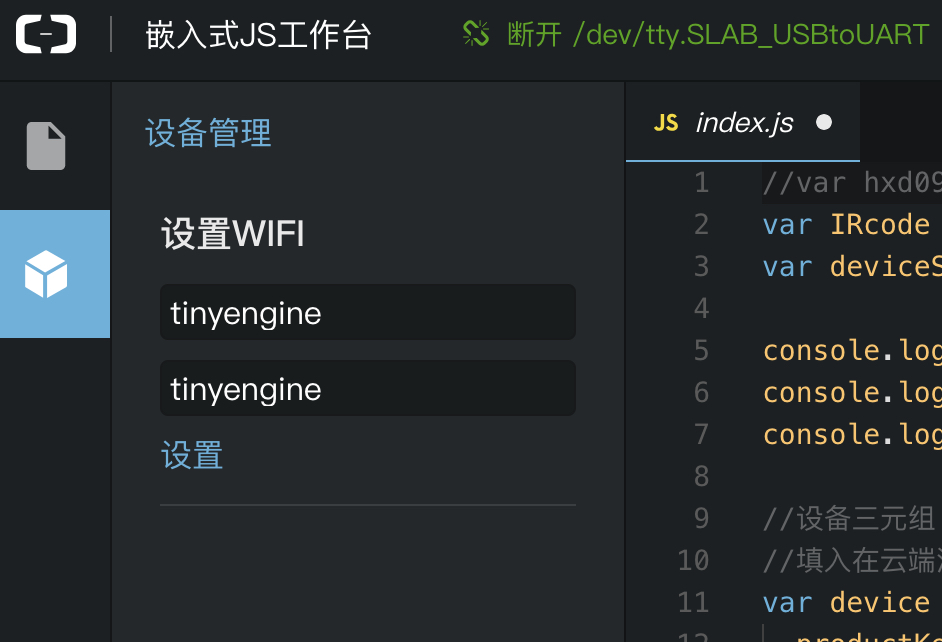 嵌入式JS工作台
断开 /dev/tty.SLAB_USBtoUART
设备管理
设置WIFI
tinyengine
tinyengine
设置
JS index.js
1 //var hxd09
2 var IRcode
3 var deviceS
4
5 console.log
6 console.log
7 console.log
8
9 //设备三元组
10 //填入在云端
11 var device
12 productKe